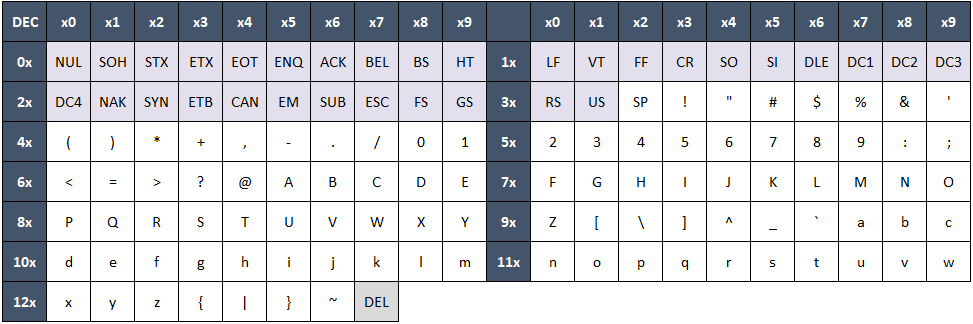 DEC x0 x1 x2 x3 x4 x5 x6 x7 x8 x9 x0 x1 x2 x3 x4 x5 x6 x7 x8 x9
0x NUL SOH STX ETX EOT ENQ ACK BEL BS HT 1x LF VT FF CR SO SI DLE DC1 DC2 DC3
2x DC4 NAK SYN ETB CAN EM SUB ESC FS GS 3x RS US SP ! " # $ % & '
4x ( ) * + , - . / 0 1 5x 2 3 4 5 6 7 8 9 : ;
6x < = > ? @ A B C D E 7x F G H I J K L M N O
8x P Q R S T U V W X Y 9x Z [ \ ] ^ _ ` a b c
10x d e f g h i j k l m 11x n o p q r s t u v w
12x x y z { | } ~ DEL